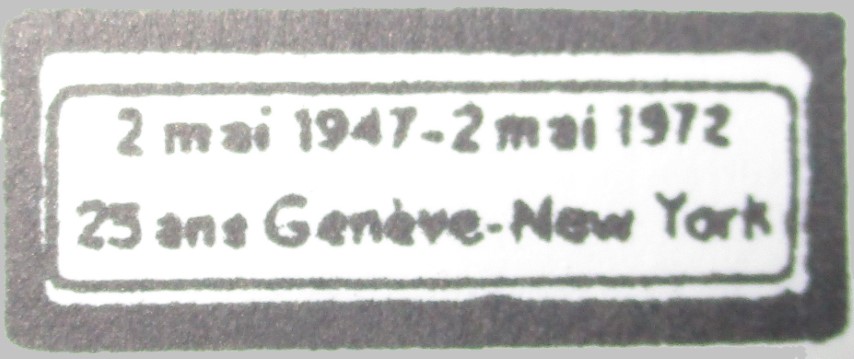 2 mai 1947-2 mai 1972
25 ans Genève-New York